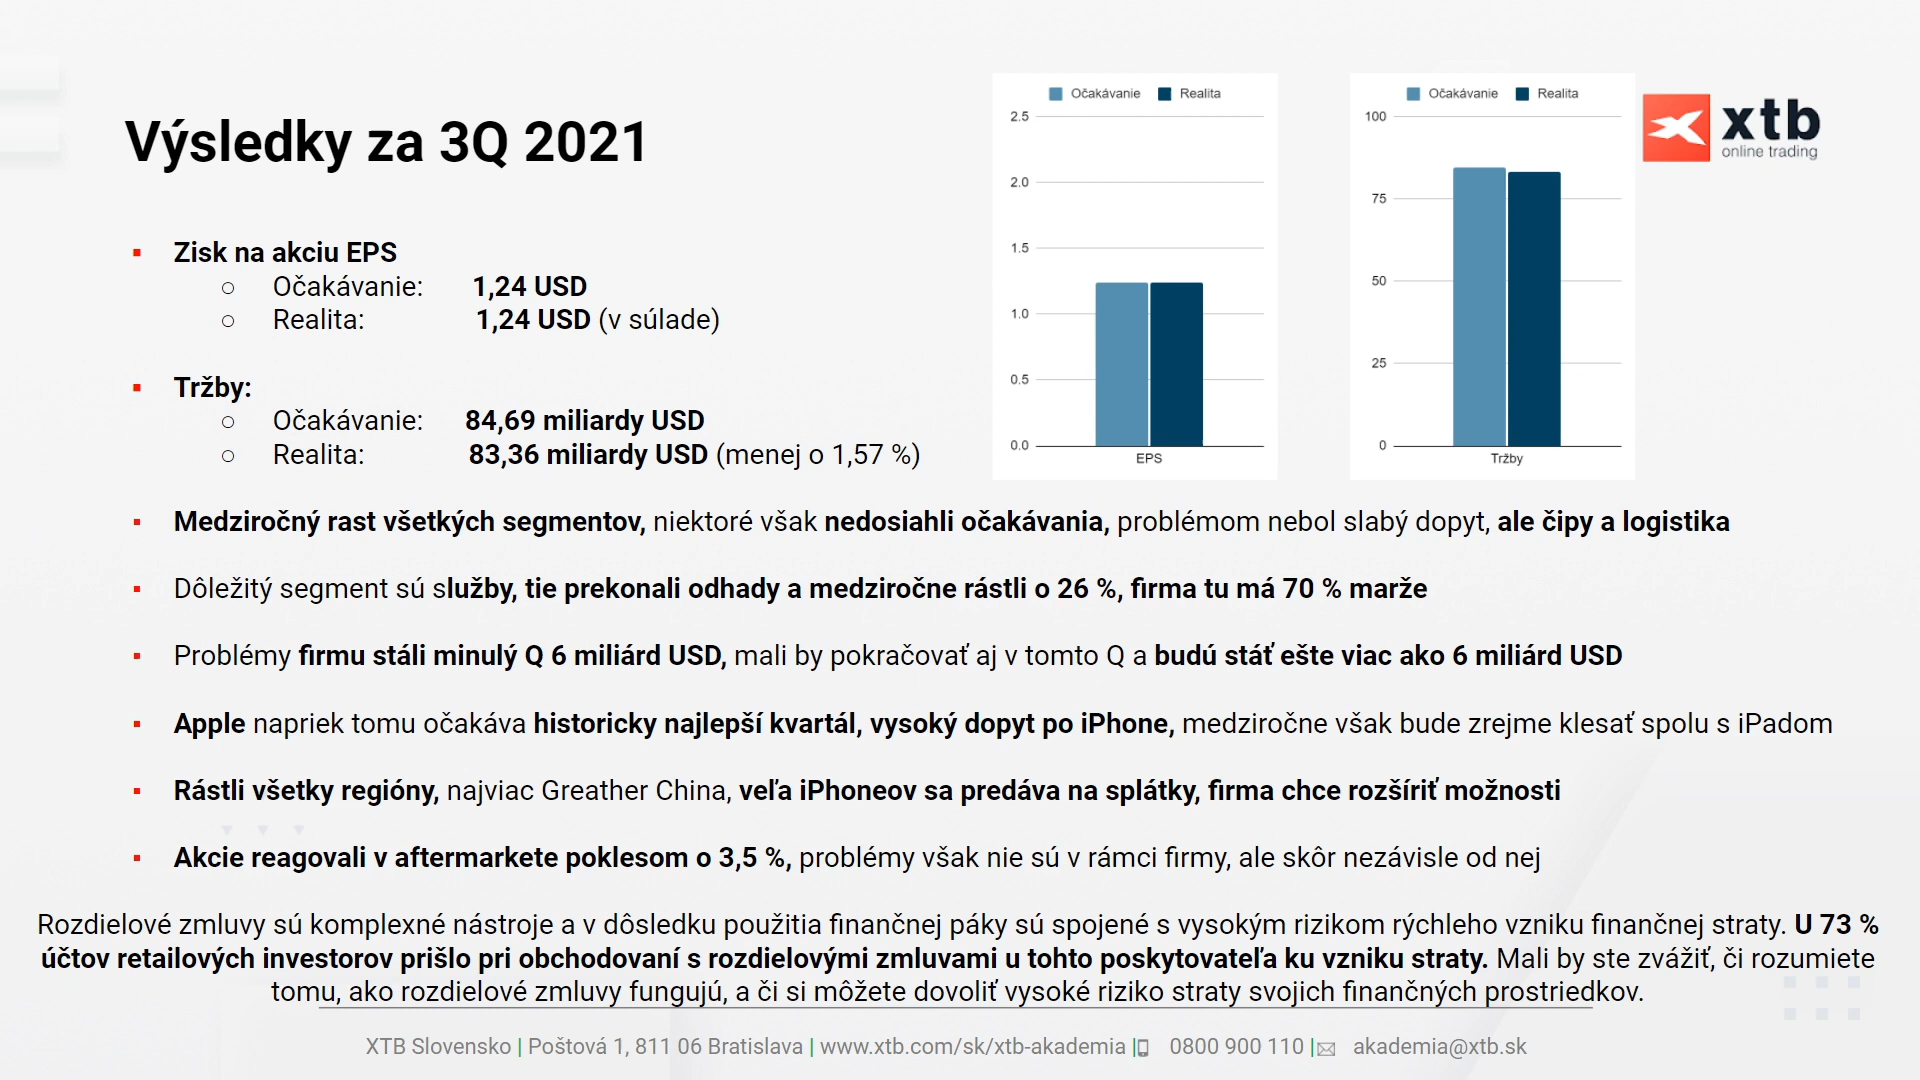 Výsledky za 3Q 2021
▪ Zisk na akciu EPS
○ Očakávanie: 1,24 USD
○ Realita: 1,24 USD (v súlade)
▪ Tržby:
○ Očakávanie: 84,69 miliardy USD
○ Realita: 83,36 miliardy USD (menej o 1,57 %)
Očakávanie Realita
2.5
2.0
1.5
1.0
0.5
0.0
EPS
Očakávanie Realita
100
75
50
25
0
Tržby
xtb
online trading
▪ Medziročný rast všetkých segmentov, niektoré však nedosiahli očakávania, problémom nebol slabý dopyt, ale čipy a logistika
▪ Dôležitý segment sú služby, tie prekonali odhady a medziročne rástli o 26 %, firma tu má 70 % marže
▪ Problémy firmu stáli minulý Q 6 miliárd USD, mali by pokračovať aj v tomto Q a budú stáť ešte viac ako 6 miliárd USD
▪ Apple napriek tomu očakáva historicky najlepší kvartál, vysoký dopyt po iPhone, medziročne však bude zrejme klesať spolu s iPadom
▪ Rástli všetky regióny, najviac Greather China, veľa iPhoneov sa predáva na splátky, firma chce rozšíriť možnosti
▪ Akcie reagovali v aftermarkete poklesom o 3,5 %, problémy však nie sú v rámci firmy, ale skôr nezávisle od nej
Rozdielové zmluvy sú komplexné nástroje a v dôsledku použitia finančnej páky sú spojené s vysokým rizikom rýchleho vzniku finančnej straty. U 73 %
účtov retailových investorov prišlo pri obchodovaní s rozdielovými zmluvami u tohto poskytovateľa ku vzniku straty. Mali by ste zvážiť, či rozumiete
tomu, ako rozdielové zmluvy fungujú, a či si môžete dovoliť vysoké riziko straty svojich finančných prostriedkov.
XTB Slovensko | Poštová 1, 811 06 Bratislava | www.xtb.com/sk/xtb-akademia | 0800 900 110 | akademia@xtb.sk